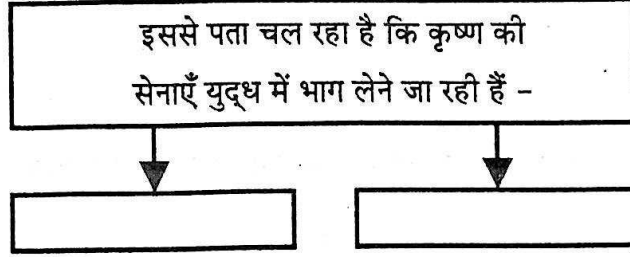 इससे पता चल रहा है कि कृष्ण की
सेनाएँ युद्ध में भाग लेने जा रही हैं –